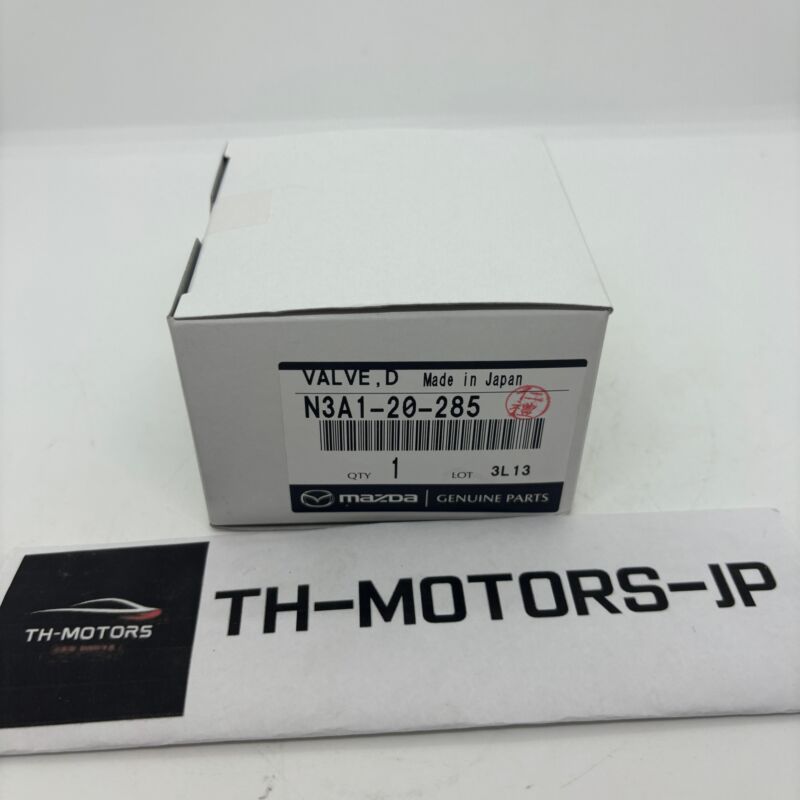 VALVE,D Made in Japan
N3A1-20-285
QTY 1 LOT 3L13
mazda | GENUINE PARTS
TH-MOTORS
TH-MOTORS-JP